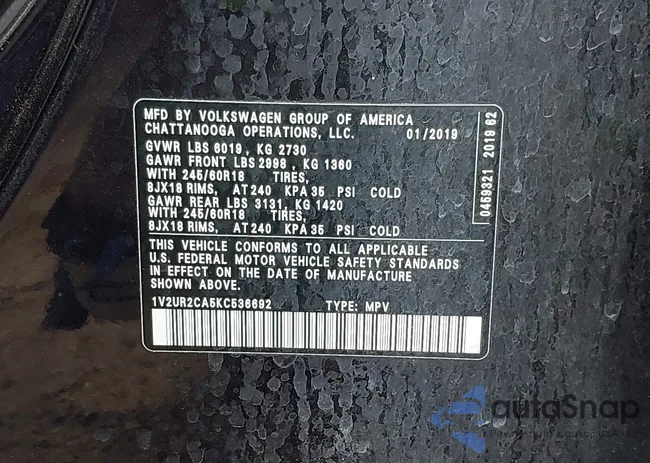 MFD BY VOLKSWAGEN GROUP OF AMERICA
CHATTANOOGA OPERATIONS, LLC. 01/2019
GVWR LBS 6019 , KG 2730
GAWR FRONT LBS 2998 , KG 1360
WITH 245/60R18 TIRES,
8JX18 RIMS, AT 240 KPA 35 PSI COLD
GAWR REAR LBS 3131, KG 1420
WITH 245/60R18 TIRES,
8JX18 RIMS, AT 240 KPA 35 PSI COLD
THIS VEHICLE CONFORMS TO ALL APPLICABLE
U.S. FEDERAL MOTOR VEHICLE SAFETY STANDARDS
IN EFFECT ON THE DATE OF MANUFACTURE
SHOWN ABOVE.
1V2UR2CA5KC536692 TYPE: MPV
0459321 2019 62
autoSnap